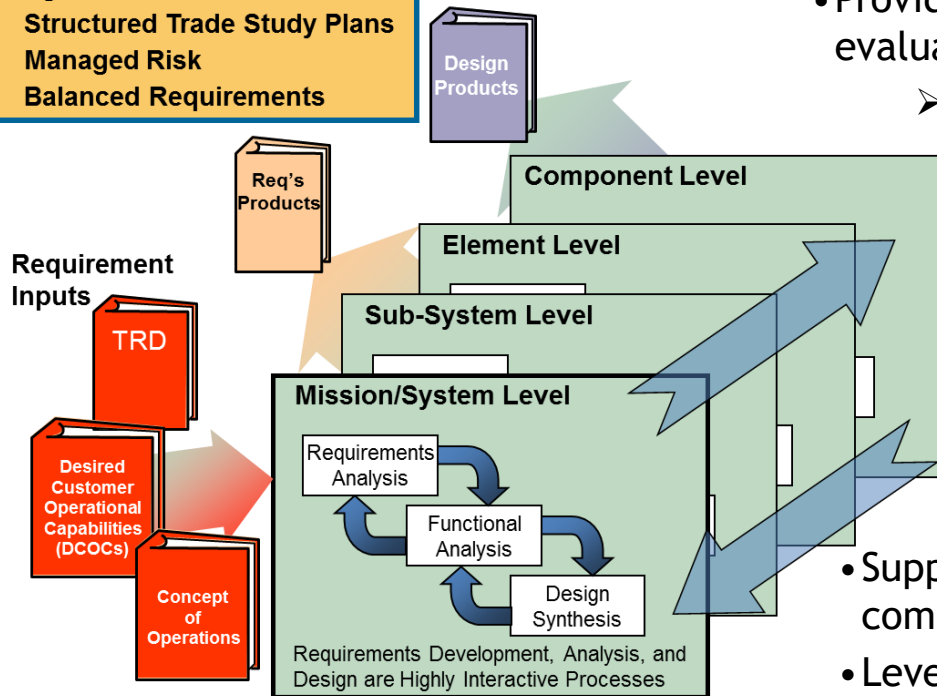 Structured Trade Study Plans
Managed Risk
Balanced Requirements
Design
Products
Req's
Products
Component Level
Element Level
Sub-System Level
Requirement
Inputs
TRD
Desired
Customer
Operational
Capabilities
(DCOCs)
Concept
of
Operations
Mission/System Level
Requirements
Analysis
Functional
Analysis
Design
Synthesis
Requirements Development, Analysis, and
Design are Highly Interactive Processes